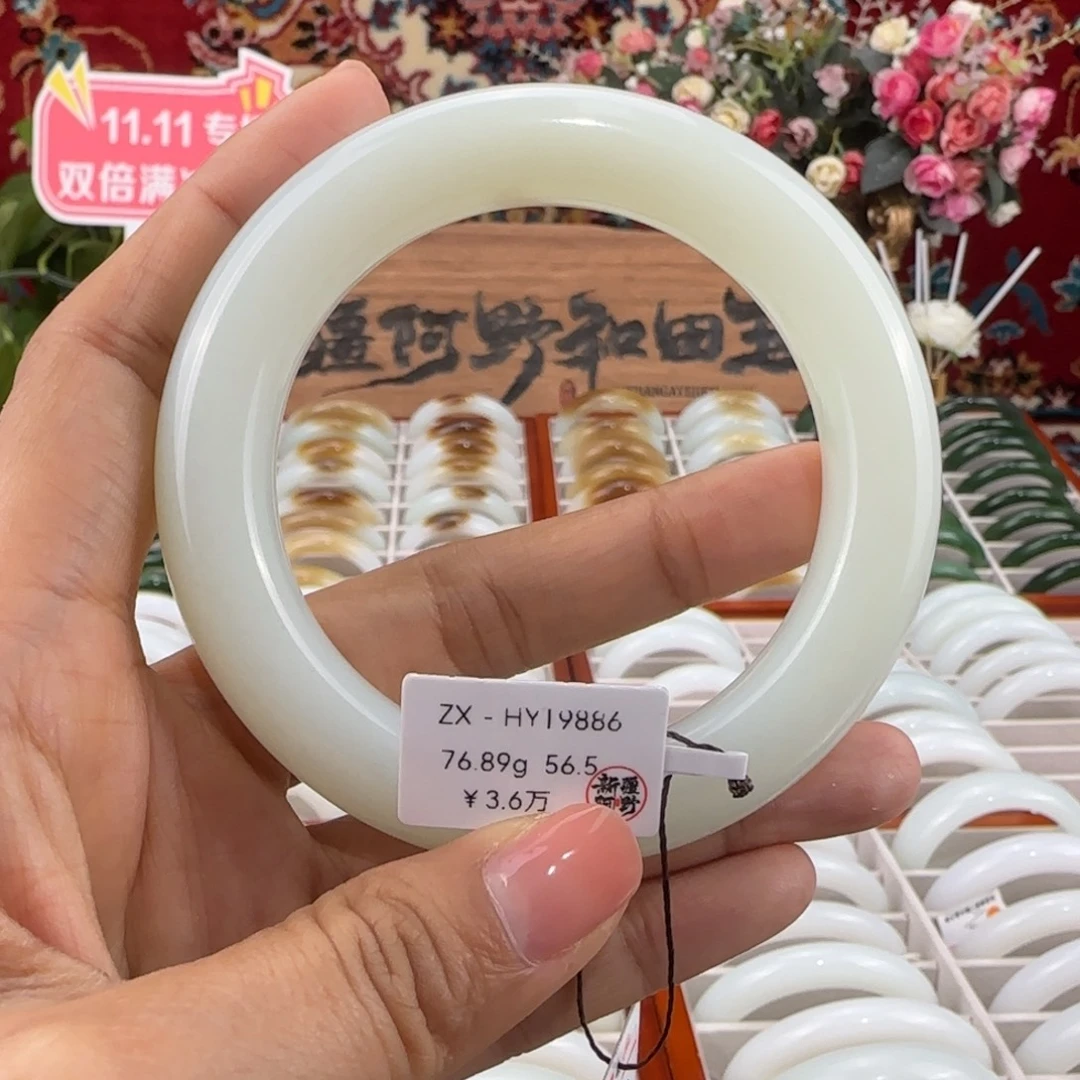 11.11 专
双倍满
疆阿野和田玉
ZX - HY19886
76.89g 56.5
¥3.6万
新疆
阿野